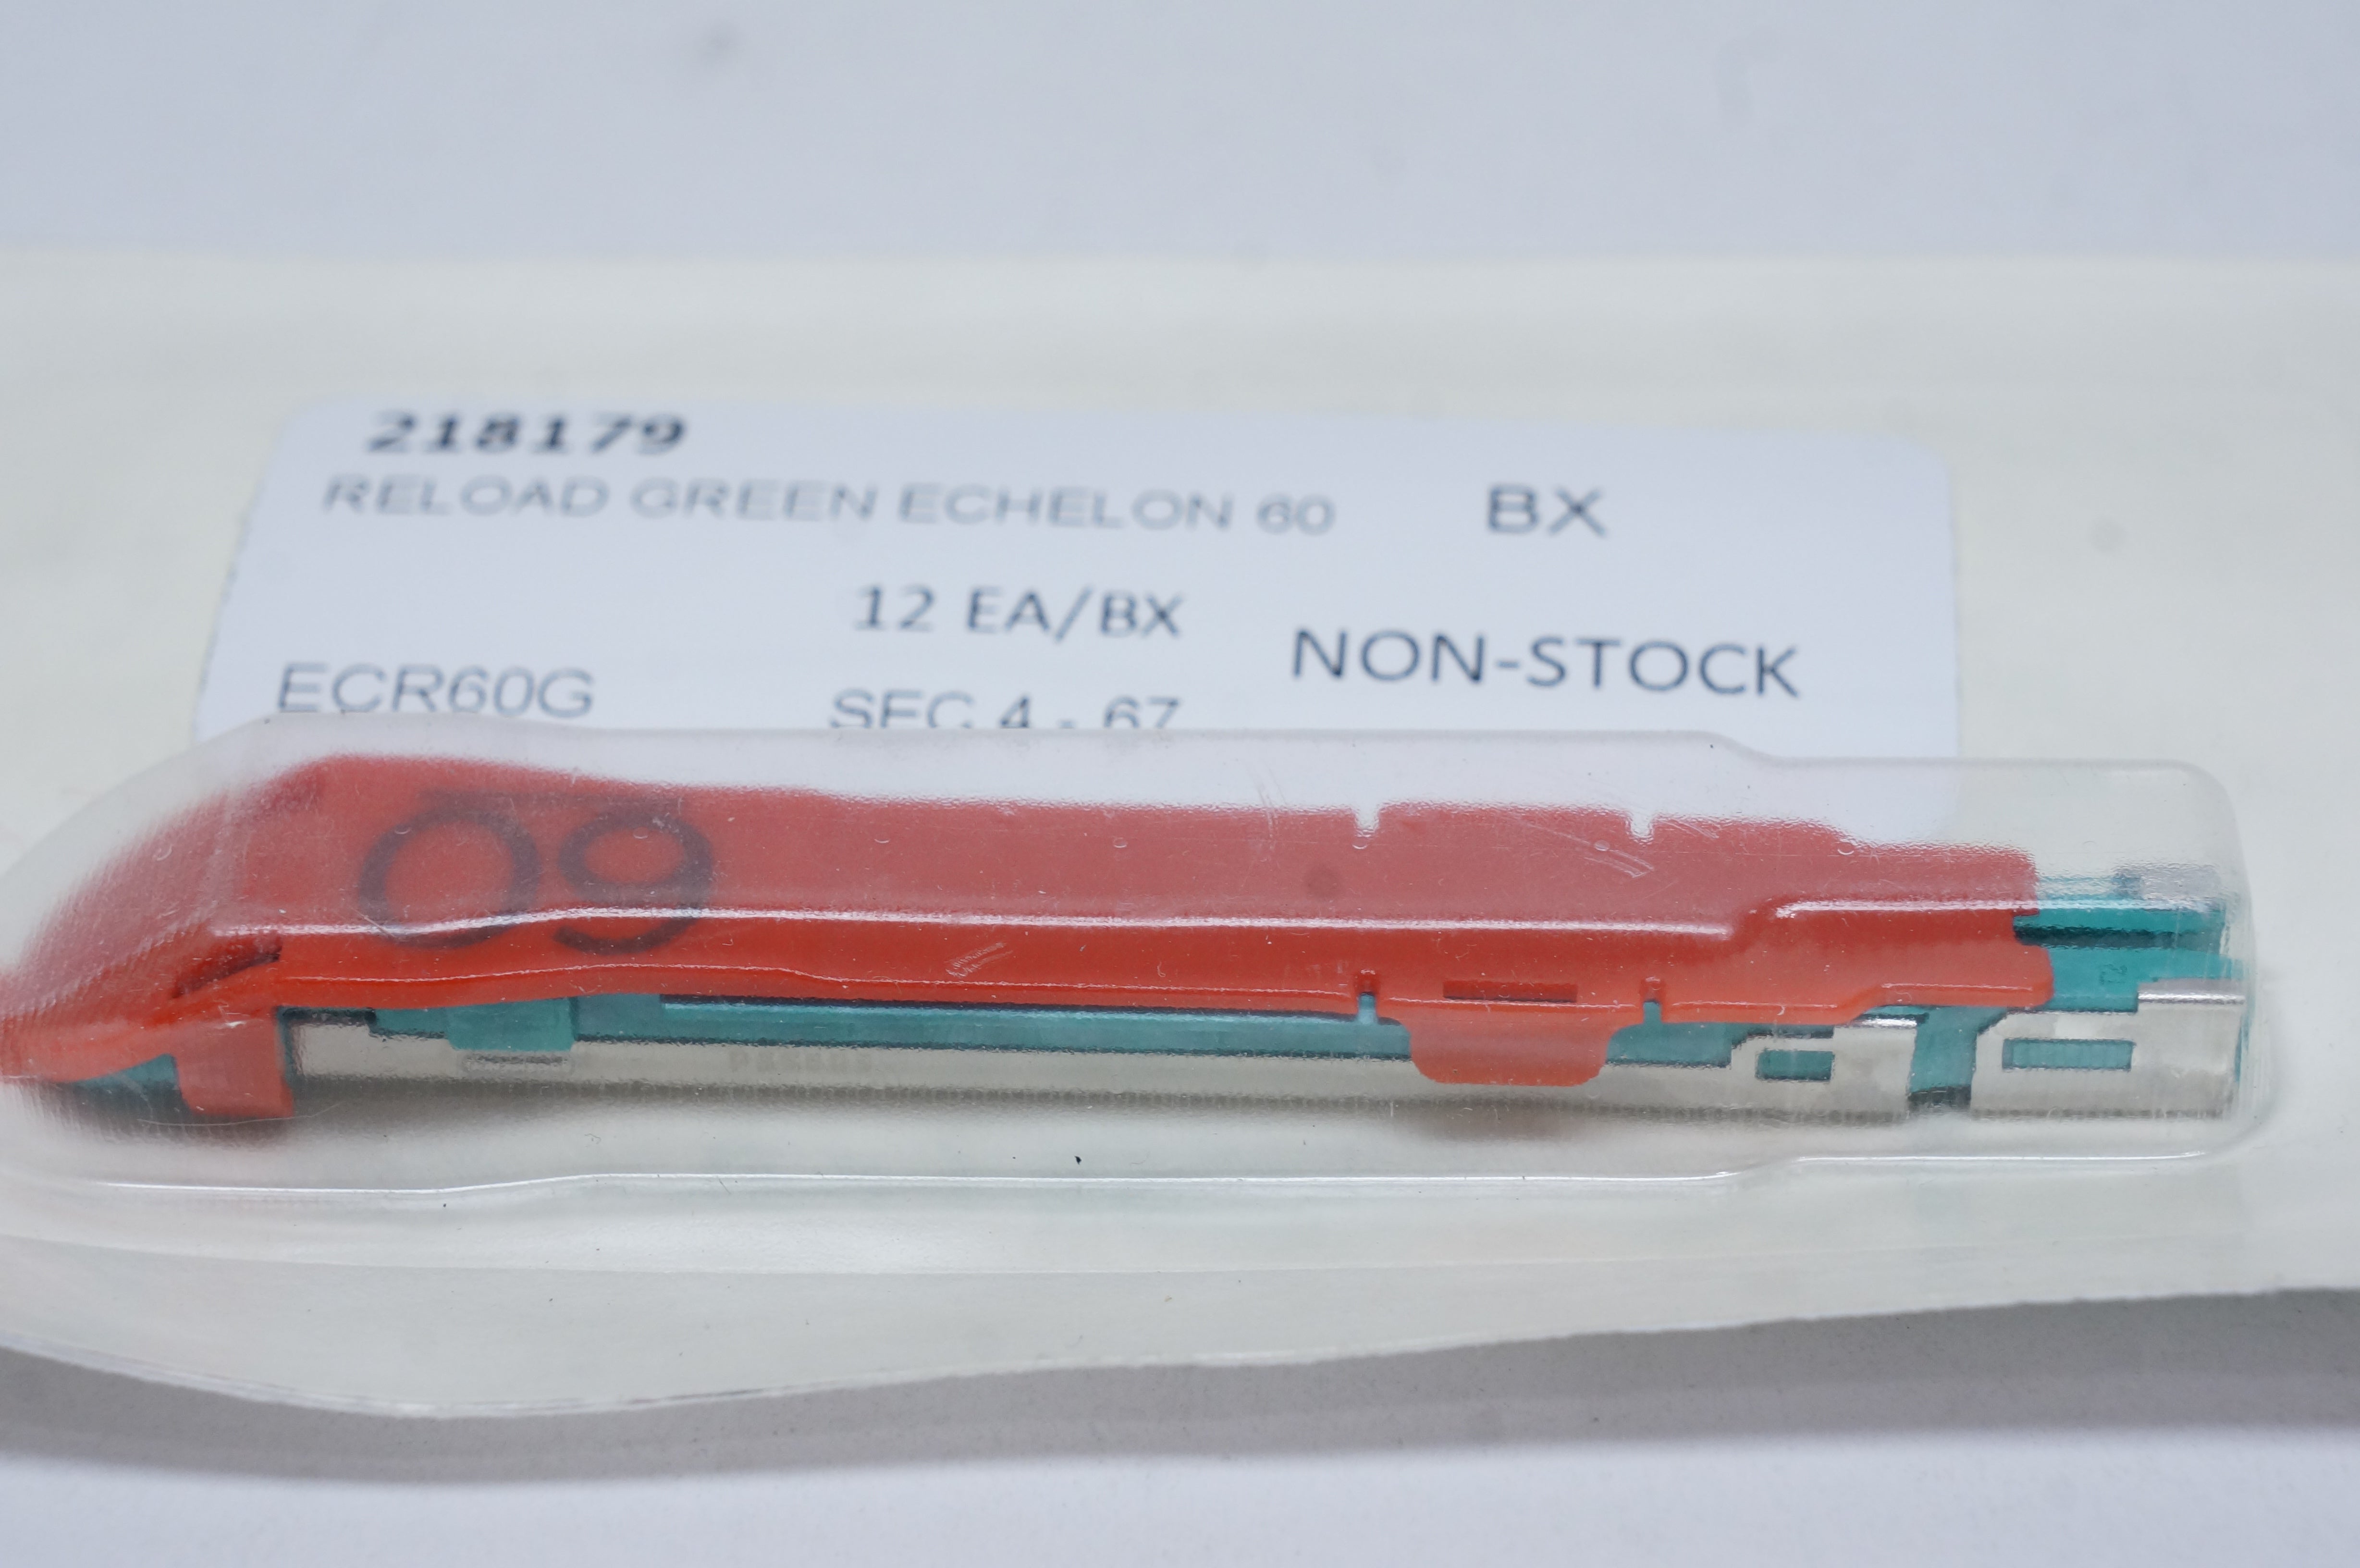 218179
RELOAD GREEN ECHELON 60 BX
12 EA/BX
NON-STOCK
ECR60G SEC 4 - 67
60